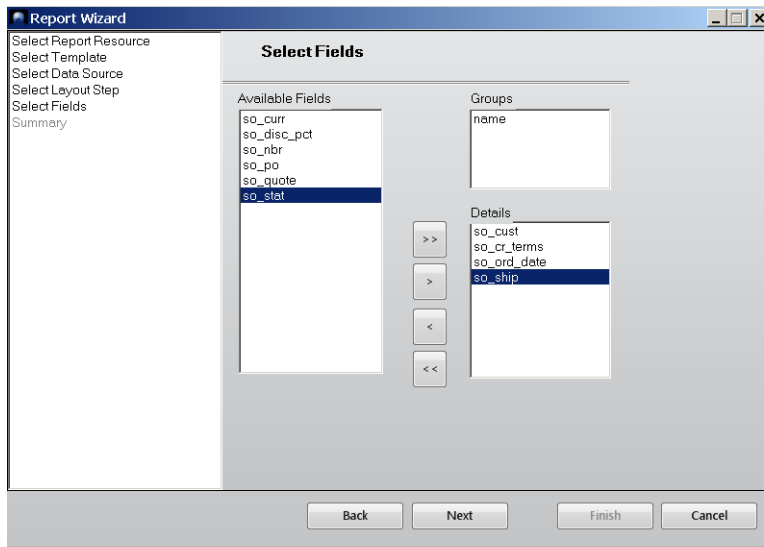 Report Wizard
Select Report Resource
Select Template
Select Data Source
Select Layout Step
Select Fields
Summary
Select Fields
Available Fields
so_curr
so_disc_pct
so_nbr
so_po
so_quote
so_stat
>>
>
<
<<
Groups
name
Details
so_cust
so_cr_terms
so_ord_date
so_ship
Back
Next
Finish
Cancel